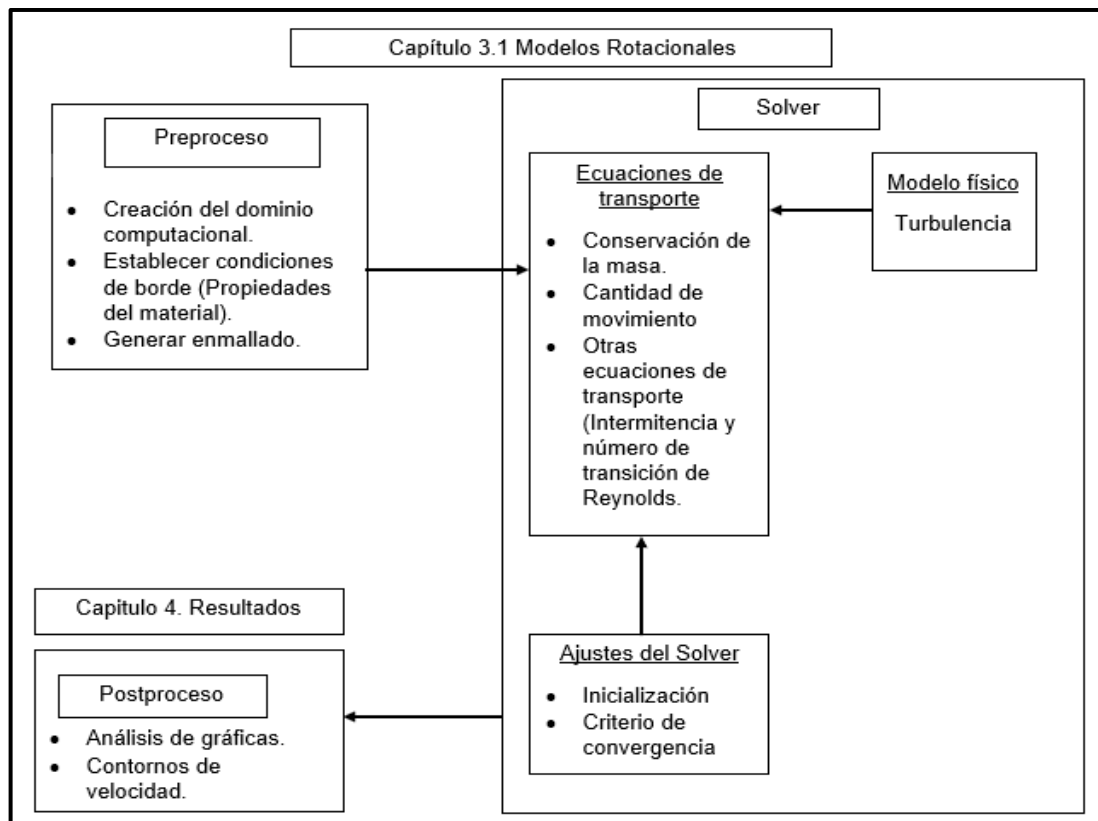 Capítulo 3.1 Modelos Rotacionales
Preproceso
• Creación del dominio
computacional.
• Establecer condiciones
de borde (Propiedades
del material).
• Generar enmallado.
Solver
Ecuaciones de
transporte
• Conservación de
la masa.
• Cantidad de
movimiento
• Otras
ecuaciones de
transporte
(Intermitencia y
número de
transición de
Reynolds.
Modelo físico
Turbulencia
Ajustes del Solver
• Inicialización
• Criterio de
convergencia
Capitulo 4. Resultados
Postproceso
• Análisis de gráficas.
• Contornos de
velocidad.